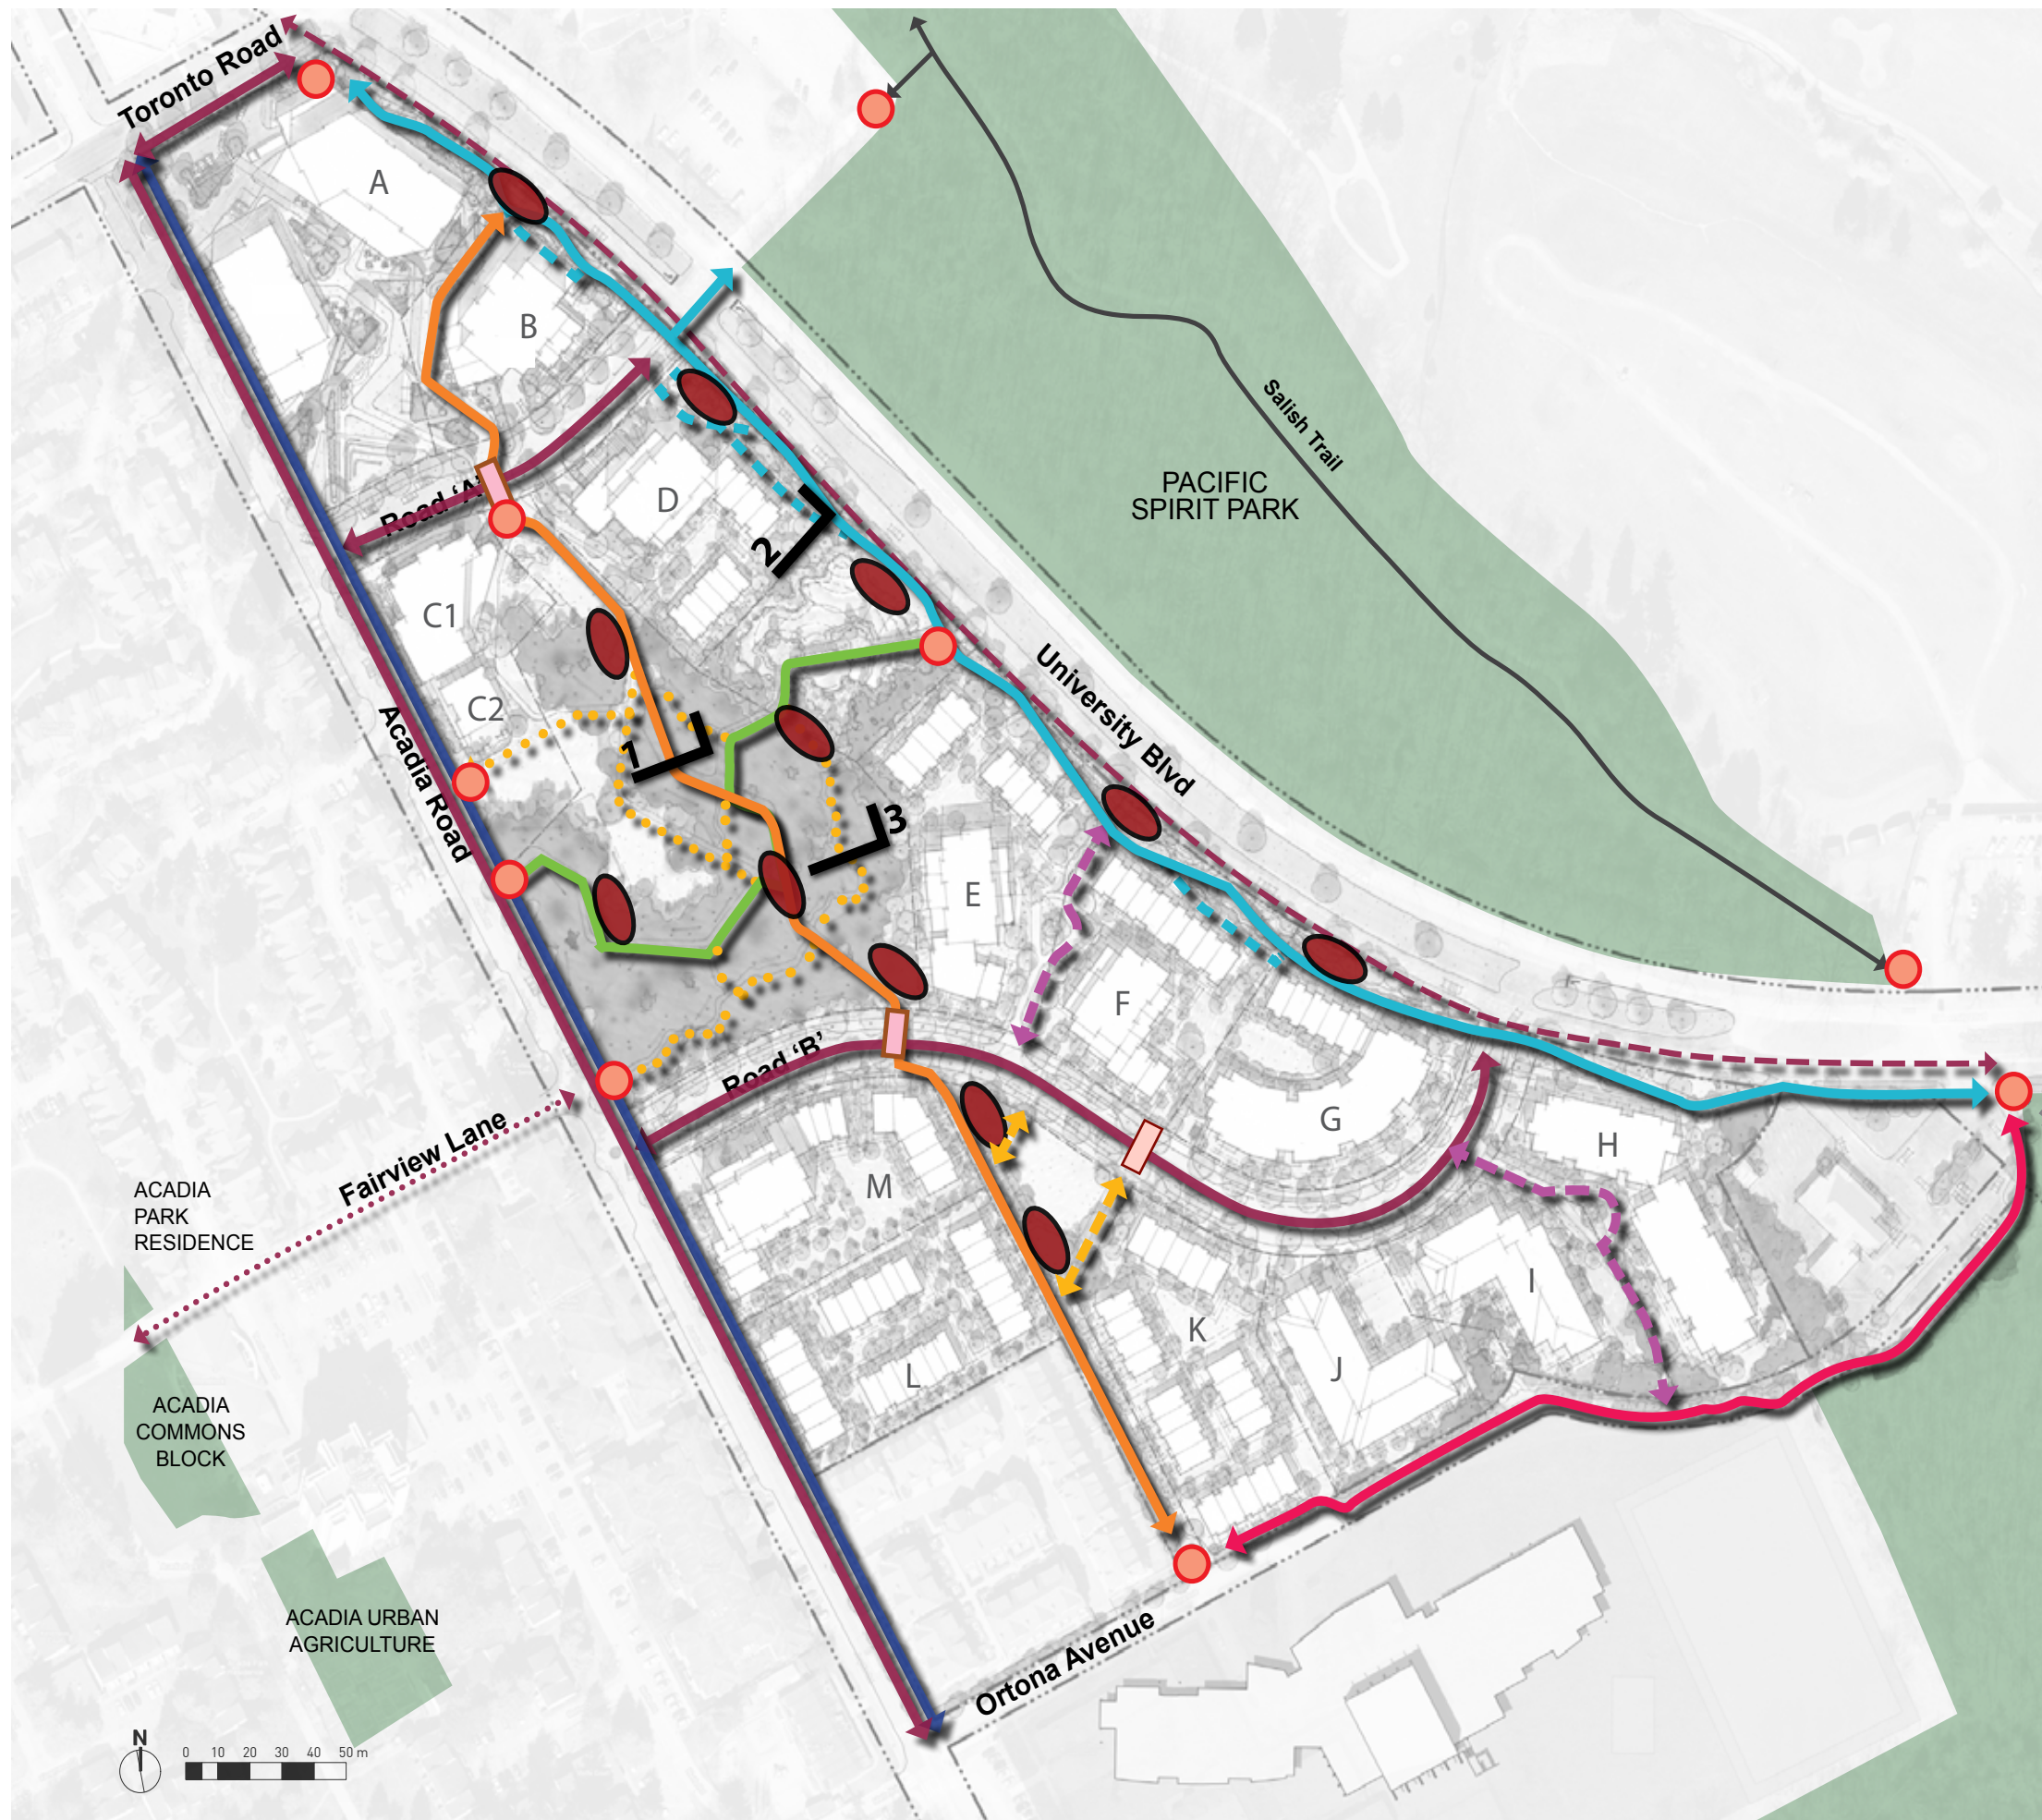 Toronto Road
A
B
Road 'A'
D
2
C1
C2
1
3
Acadia Road
University Blvd
Salish Trail
PACIFIC
SPIRIT PARK
E
F
G
H
Road 'B'
Fairview Lane
M
I
K
J
L
ACADIA
PARK
RESIDENCE
ACADIA
COMMONS
BLOCK
ACADIA URBAN
AGRICULTURE
Ortona Avenue
N
0 10 20 30 40 50 m